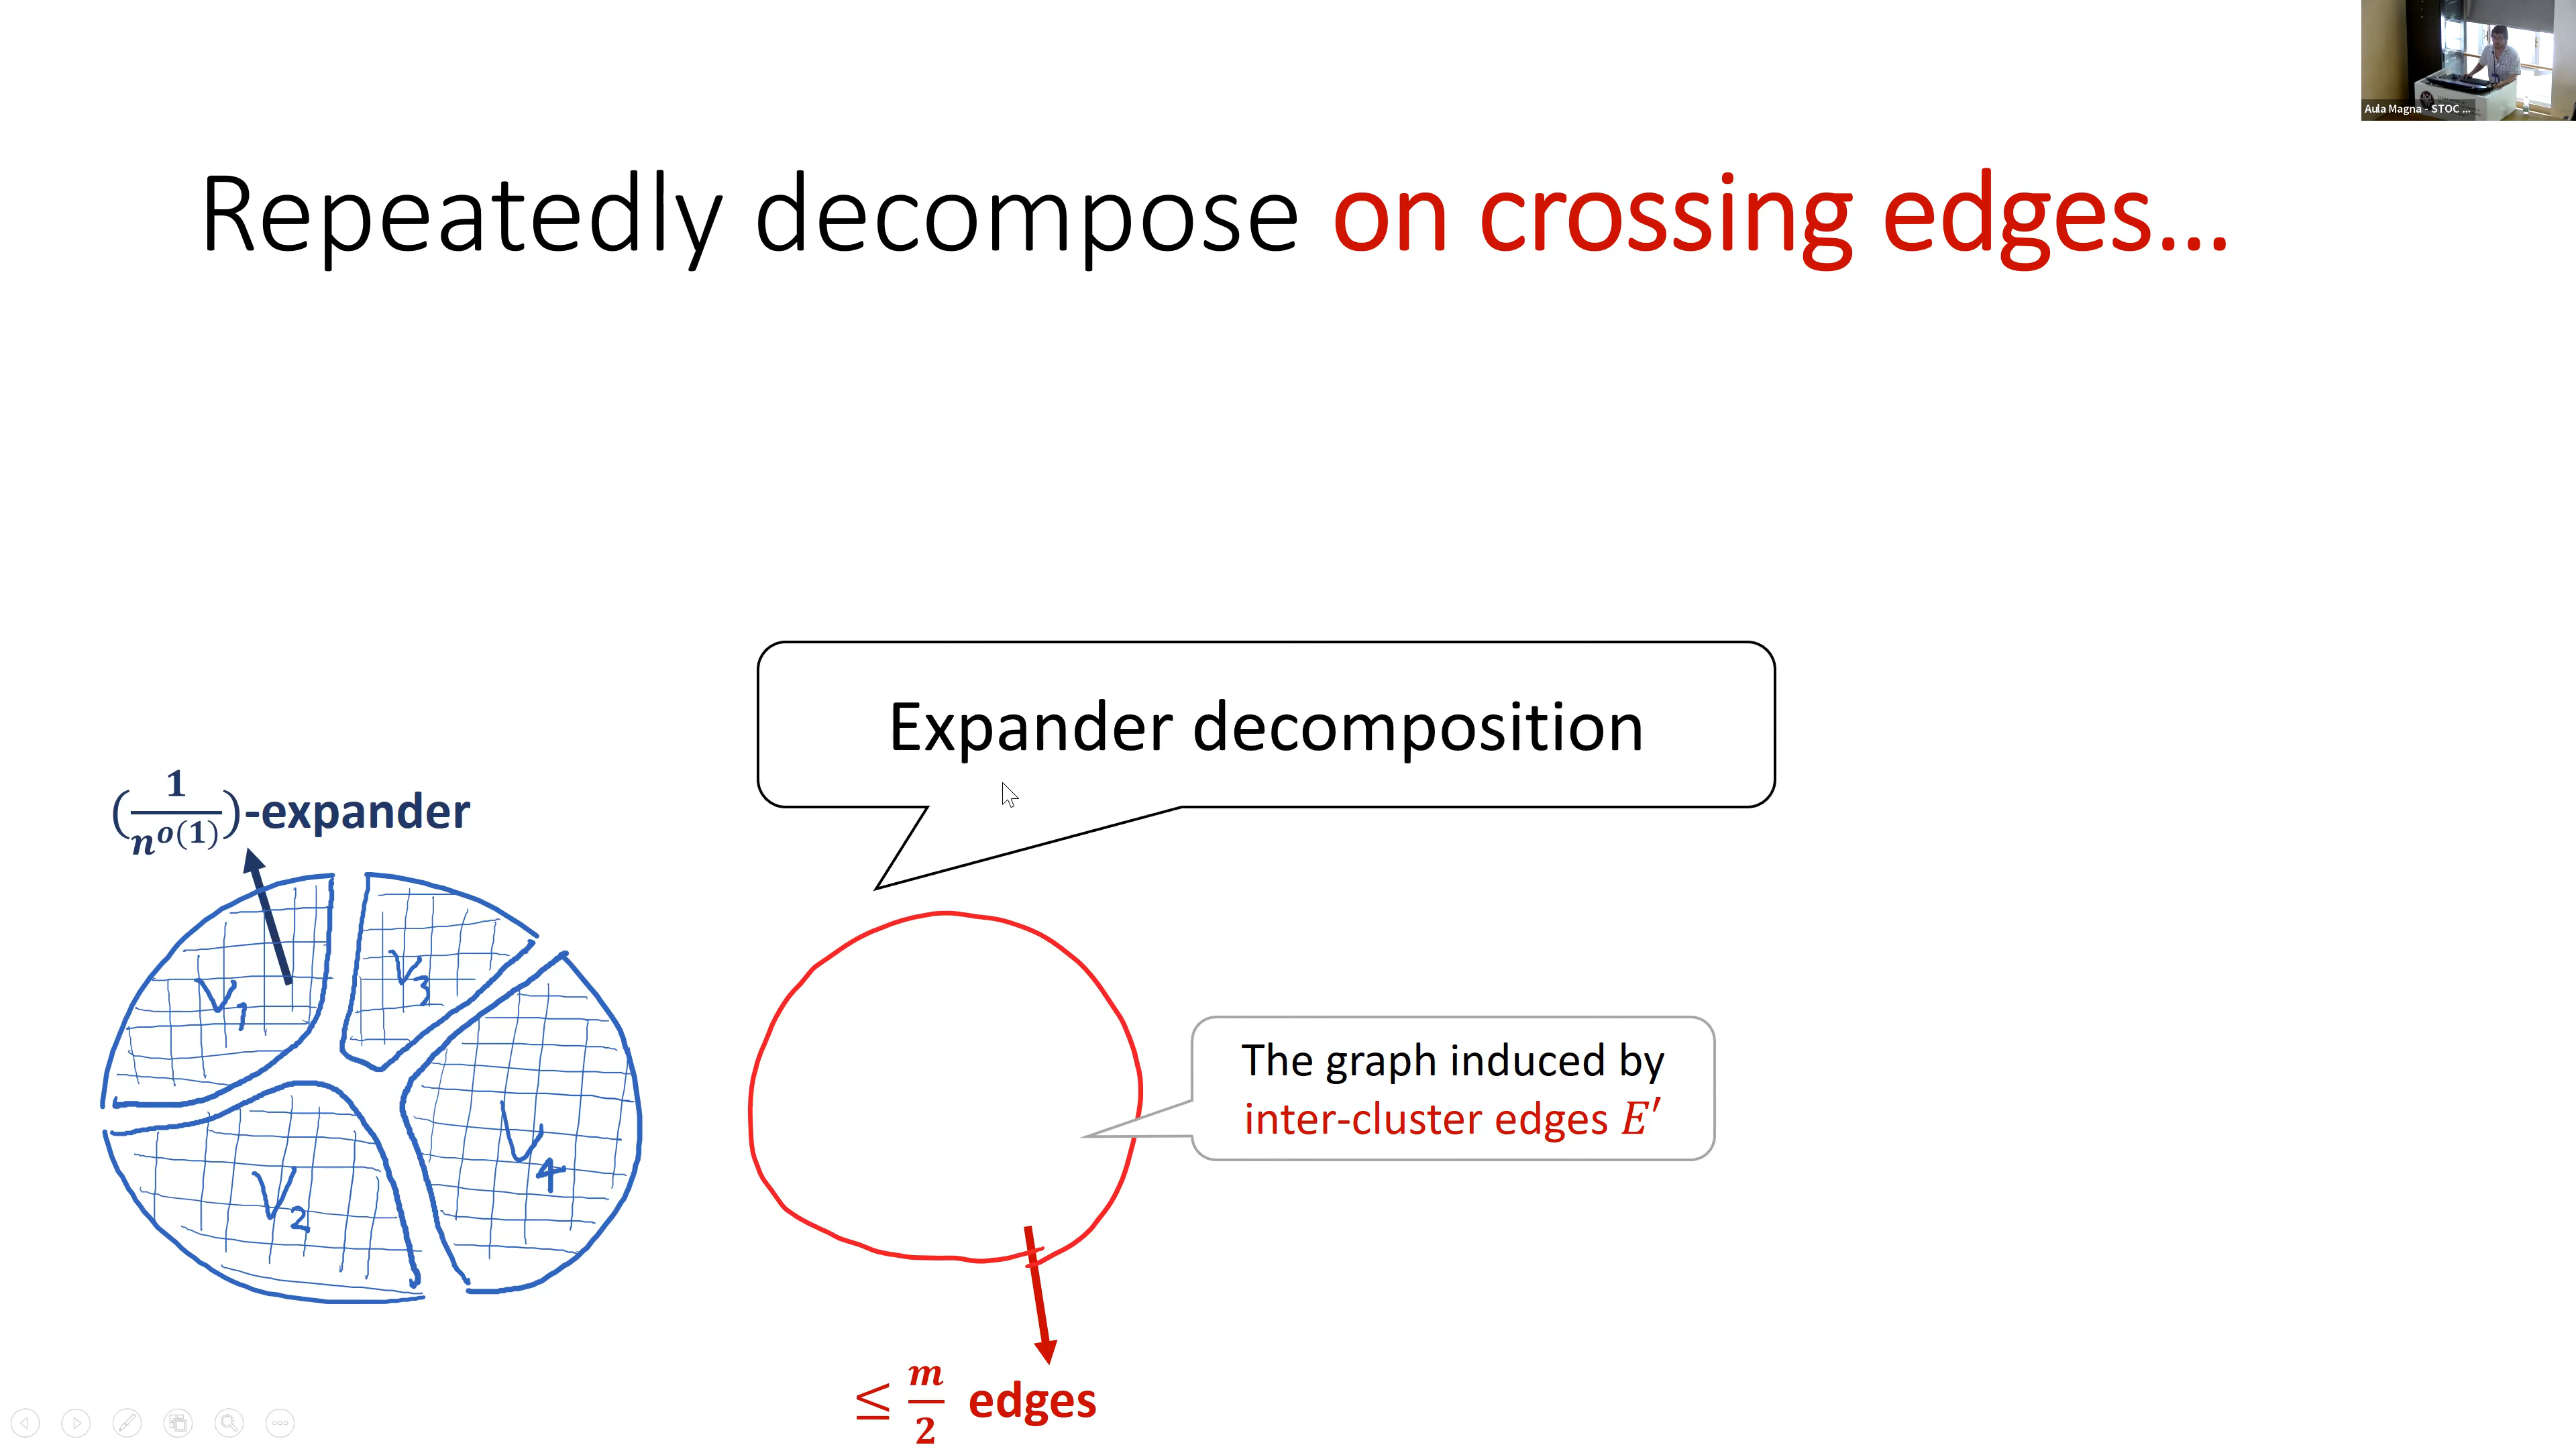 Aula Magna - STOC ...
Repeatedly decompose on crossing edges...
Expander decomposition
(1/n^{o(1)})-expander
V1
V3
V2
V4
The graph induced by
inter-cluster edges E′
≤ m/2 edges